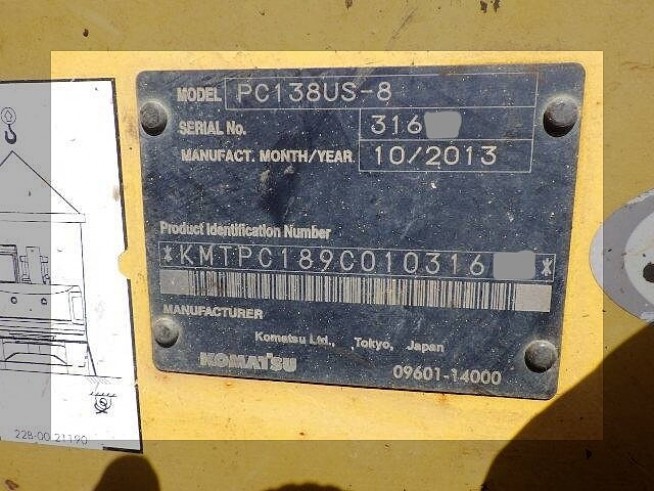 MODEL PC138US-8
SERIAL No. 316
MANUFACT. MONTH/YEAR 10/2013
Product Identification Number
*KMTPC189C010316 *
MANUFACTURER
Komatsu Ltd., Tokyo, Japan
KOMATSU
09601-14000
228-00-21190